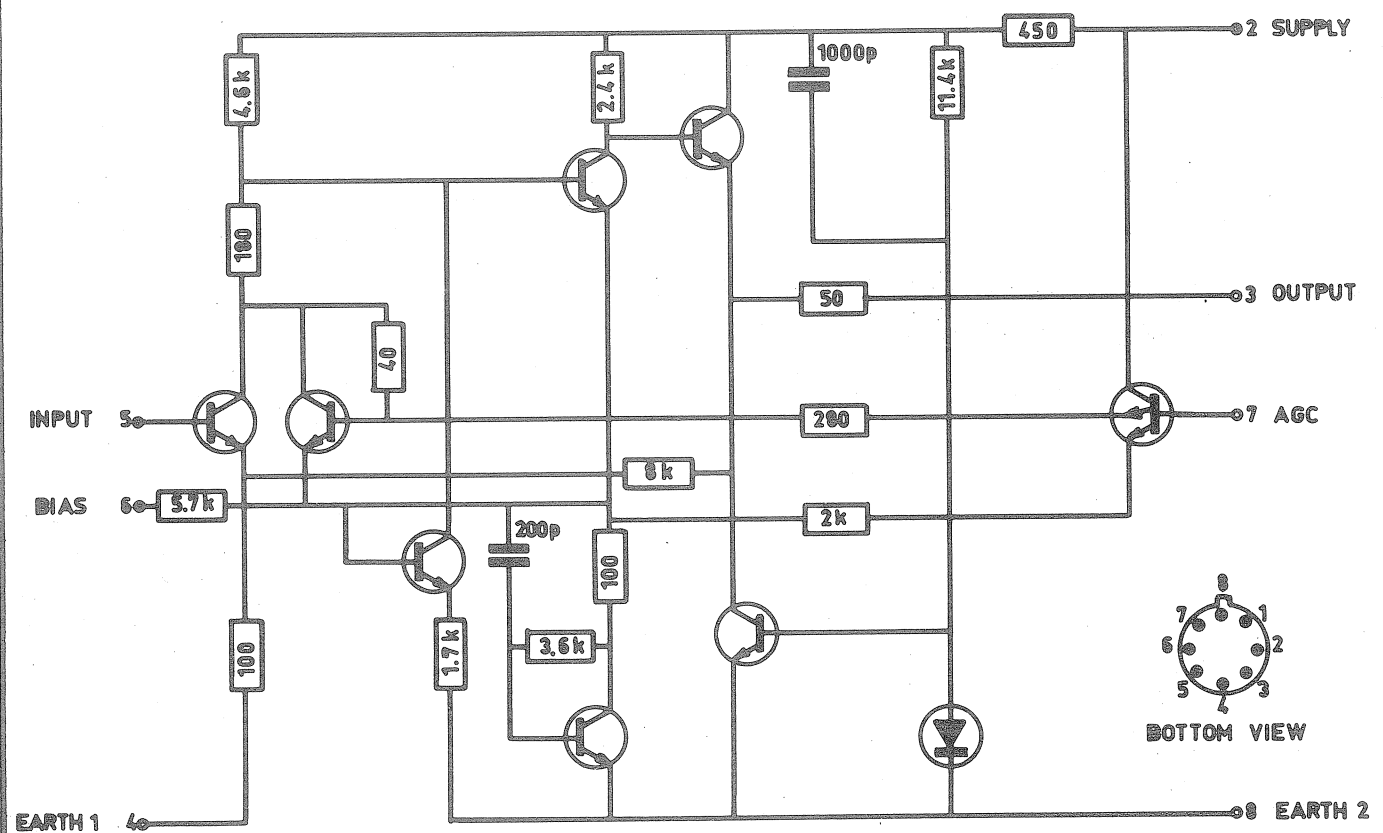 450
2 SUPPLY
4.6k
2.4k
1000p
11.4k
180
50
3 OUTPUT
40
INPUT 5
280
7 AGC
8k
BIAS 6
5.7k
200p
2k
100
8
7 1
6 2
5 3
4
BOTTOM VIEW
100
1.7k
3.6k
EARTH 1 4
8 EARTH 2